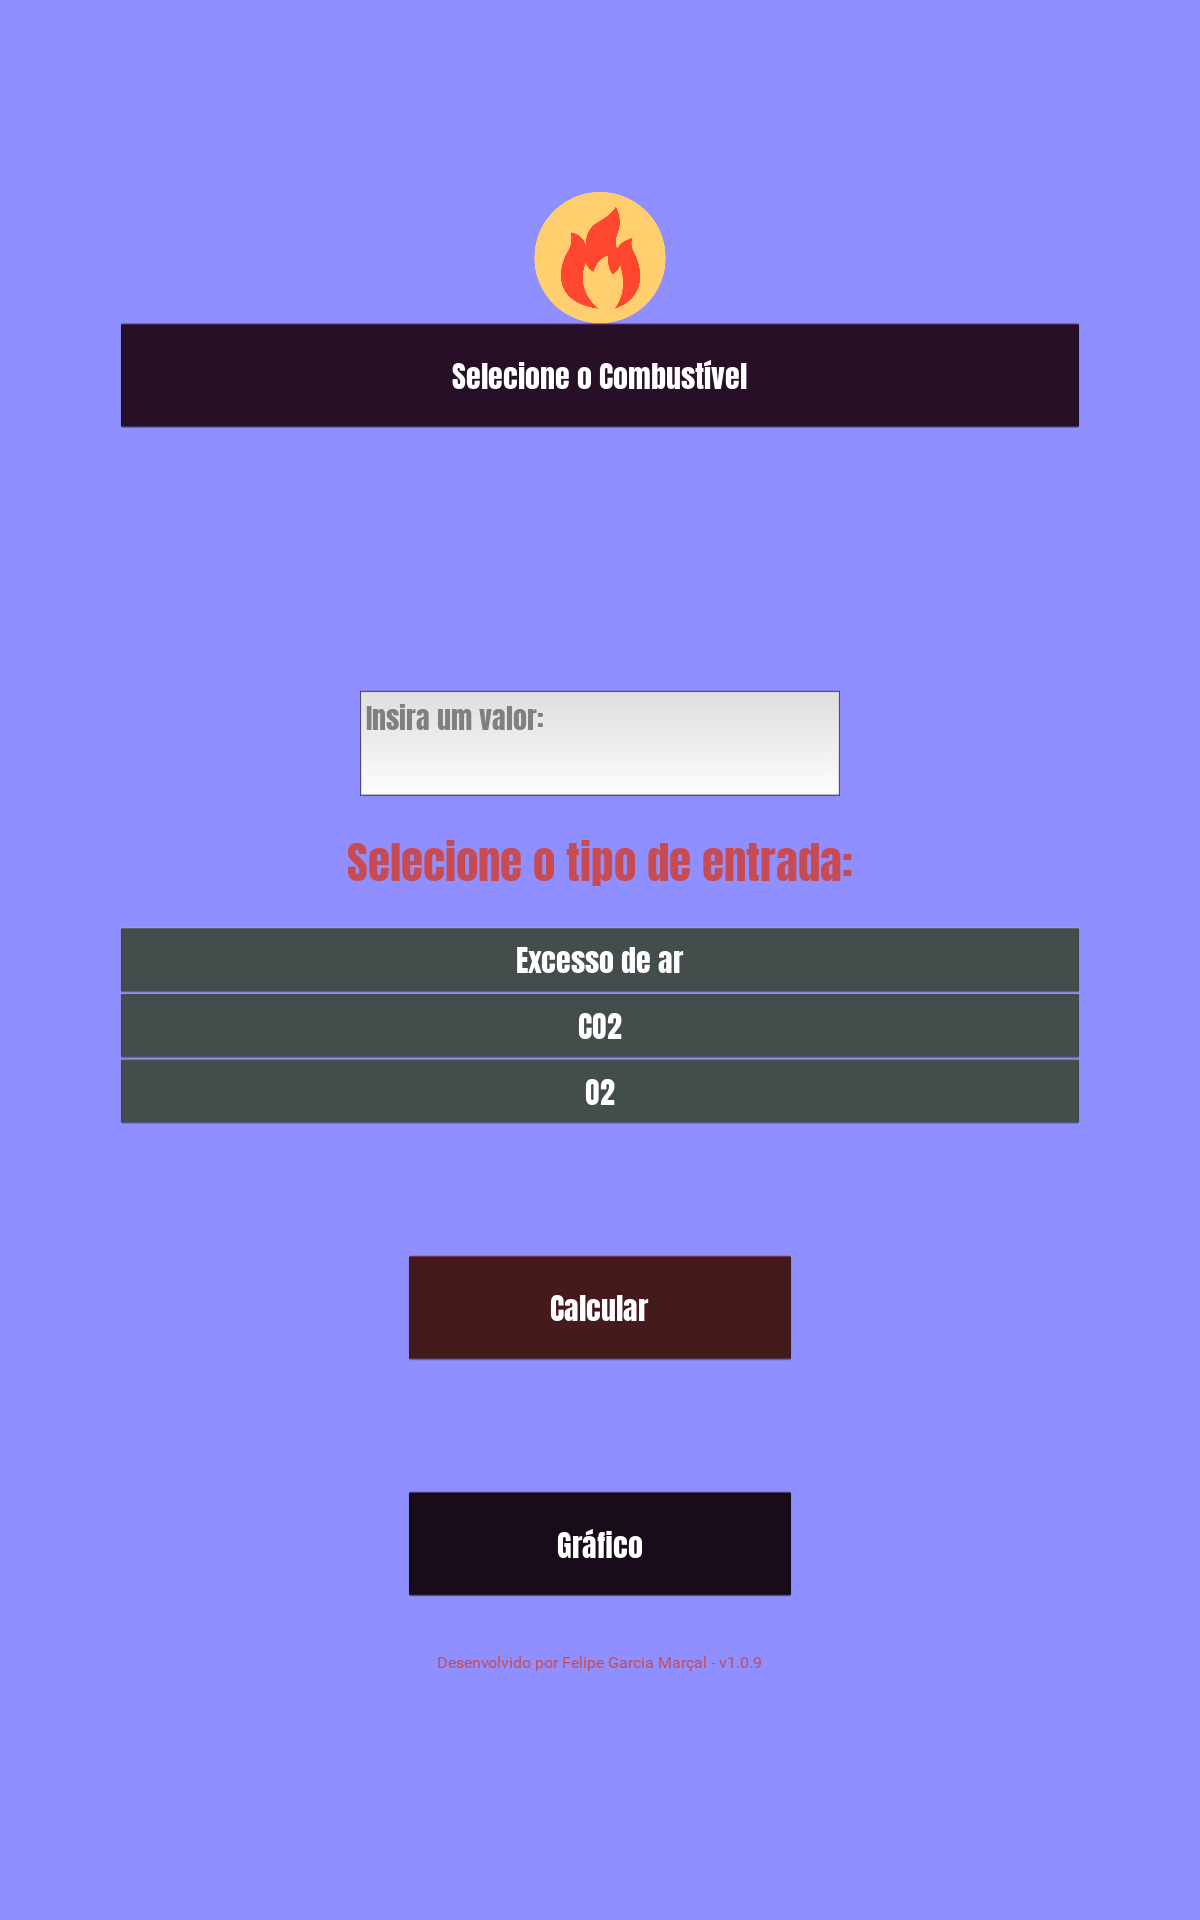 Selecione o Combustível
Insira um valor:
Selecione o tipo de entrada:
Excesso de ar
CO2
O2
Calcular
Gráfico
Desenvolvido por Felipe Garcia Marçal - v1.0.9